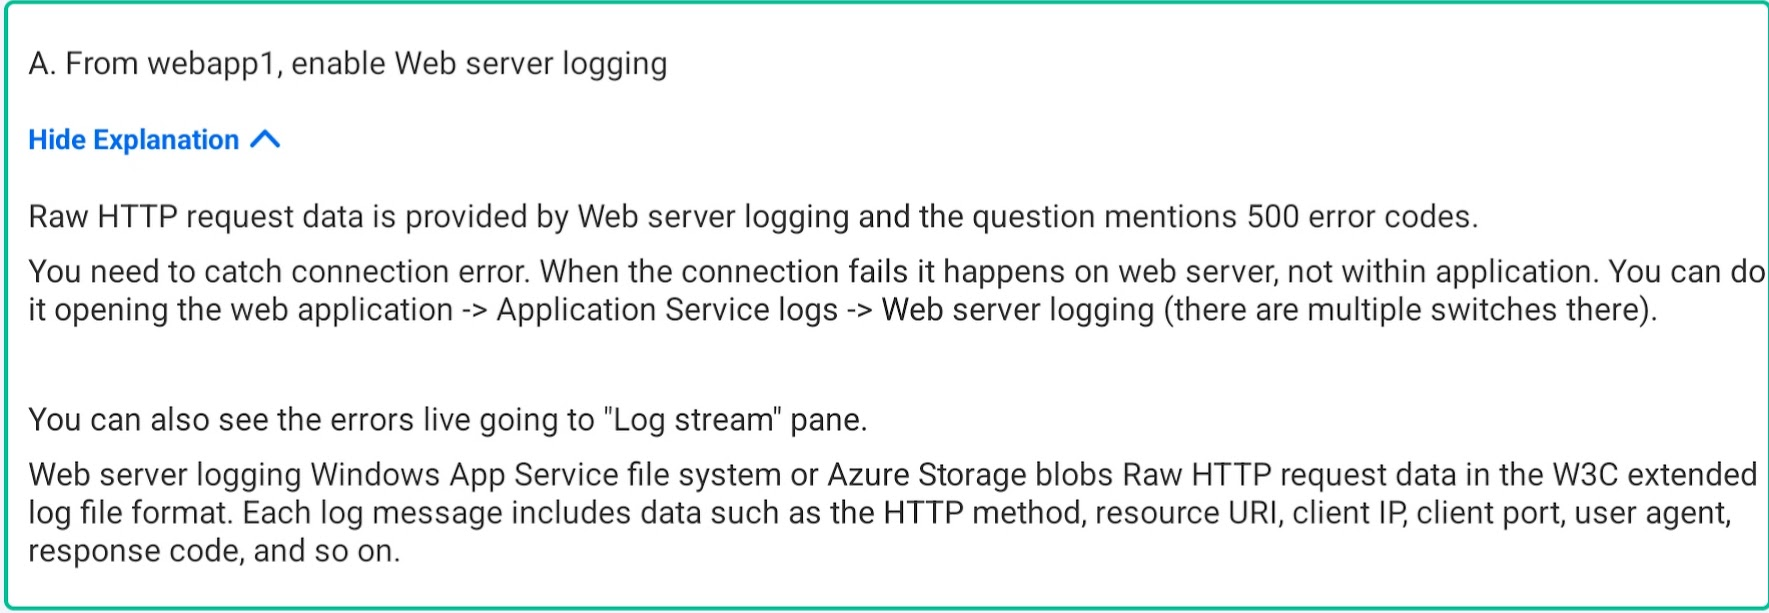 A. From webapp1, enable Web server logging
Hide Explanation
Raw HTTP request data is provided by Web server logging and the question mentions 500 error codes.
You need to catch connection error. When the connection fails it happens on web server, not within application. You can do
it opening the web application -> Application Service logs -> Web server logging (there are multiple switches there).
You can also see the errors live going to "Log stream" pane.
Web server logging Windows App Service file system or Azure Storage blobs Raw HTTP request data in the W3C extended
log file format. Each log message includes data such as the HTTP method, resource URI, client IP, client port, user agent,
response code, and so on.